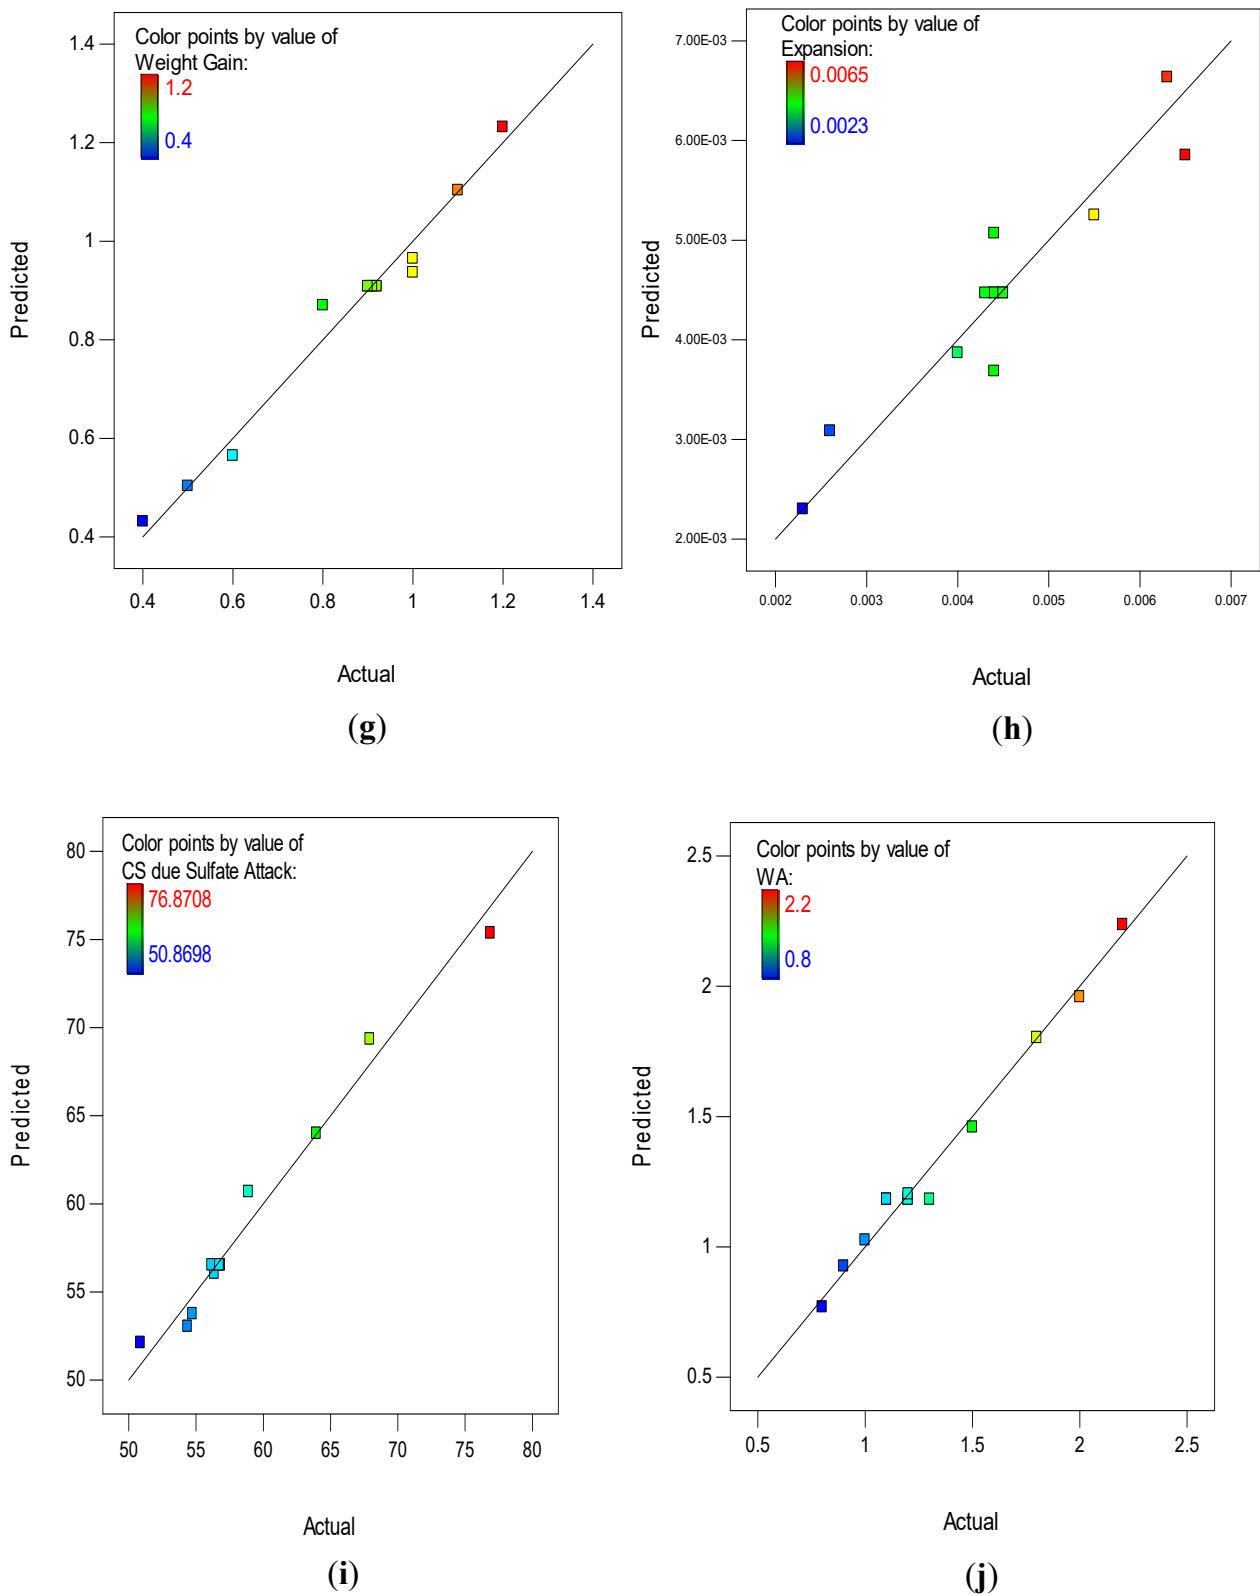 Color points by value of
Weight Gain:
1.2
0.4
1.4
1.2
1
0.8
0.6
0.4
Predicted
0.4 0.6 0.8 1 1.2 1.4
Actual
(g)
Color points by value of
Expansion:
0.0065
0.0023
7.00E-03
6.00E-03
5.00E-03
4.00E-03
3.00E-03
2.00E-03
Predicted
0.002 0.003 0.004 0.005 0.006 0.007
Actual
(h)
Color points by value of
CS due Sulfate Attack:
76.8708
50.8698
80
75
70
65
60
55
50
Predicted
50 55 60 65 70 75 80
Actual
(i)
Color points by value of
WA:
2.2
0.8
2.5
2
1.5
1
0.5
Predicted
0.5 1 1.5 2 2.5
Actual
(j)